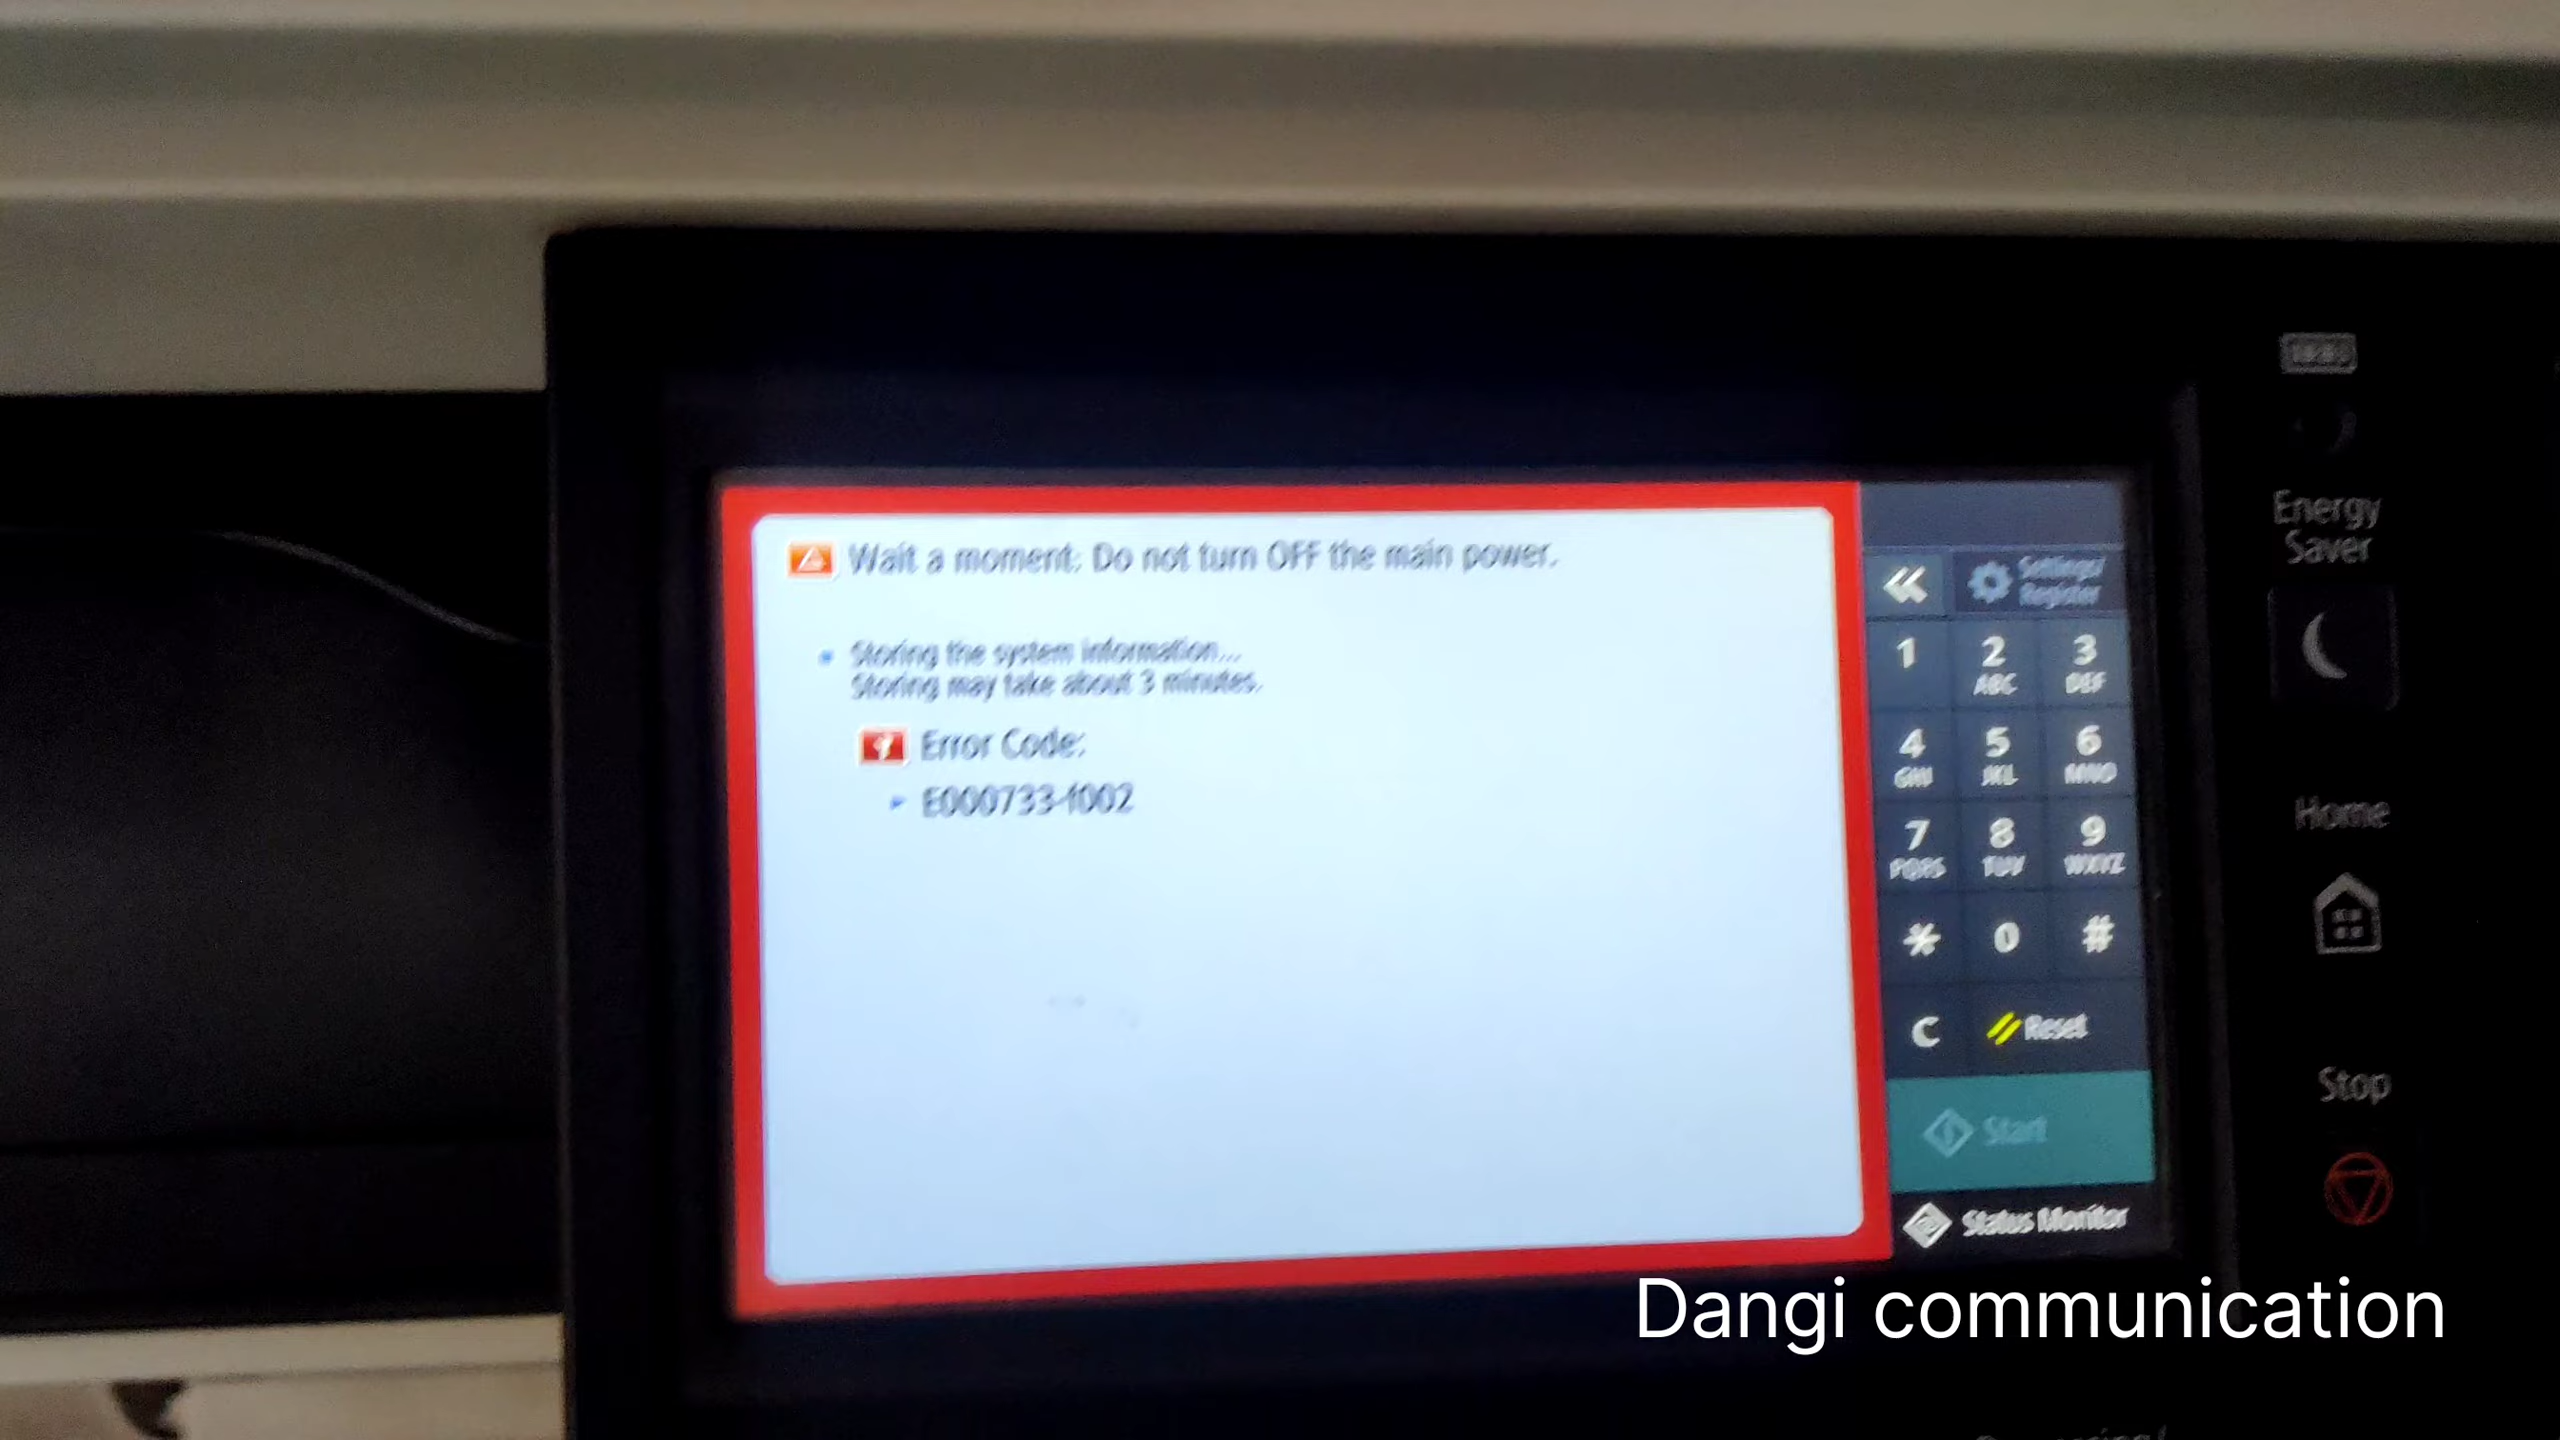 Wait a moment: Do not turn OFF the main power.
Storing the system information...
Storing may take about 3 minutes.
Error Code:
E000733-f002
Settings/
Register
1
2
ABC
3
DEF
4
GHI
5
JKL
6
MNO
7
PQRS
8
TUV
9
WXYZ
*
0
#
C
Reset
Start
Status Monitor
Energy
Saver
Home
Stop
Dangi communication